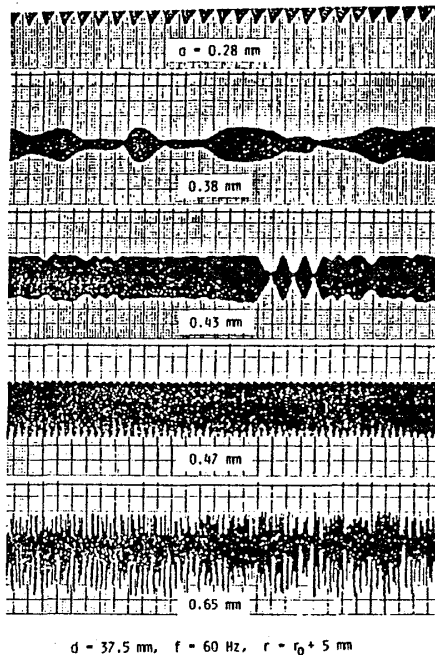 a = 0.28 mm
0.38 mm
0.43 mm
0.47 mm
0.65 mm
d = 37.5 mm, f = 60 Hz, r = r₀ + 5 mm